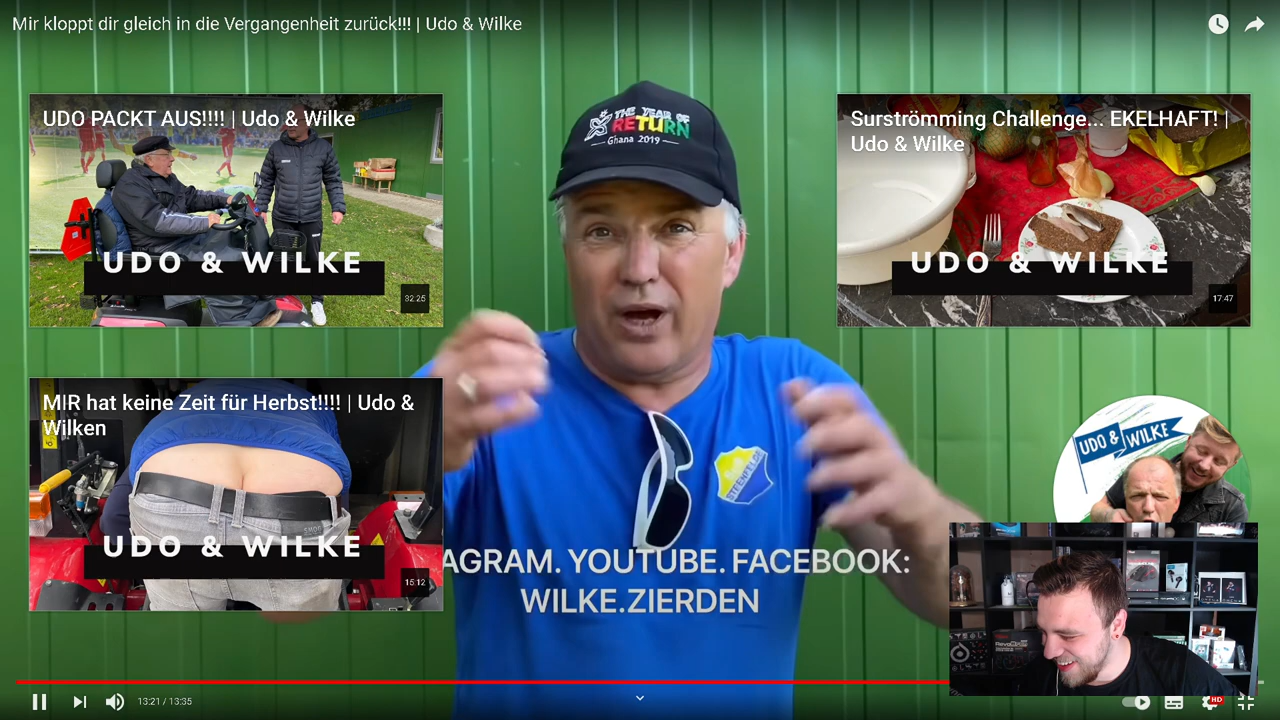 Mir kloppt dir gleich in die Vergangenheit zurück!!! | Udo & Wilke
UDO PACKT AUS!!!! | Udo & Wilke
UDO & WILKE
32:25
THE YEAR OF
RETURN
Ghana 2019
Surströmming Challenge... EKELHAFT! |
Udo & Wilke
UDO & WILKE
17:47
MIR hat keine Zeit für Herbst!!!! | Udo &
Wilken
UDO & WILKE
15:12
STEENFELDE
UDO & WILKE
AGRAM. YOUTUBE. FACEBOOK:
WILKE.ZIERDEN
13:21 / 13:35
HD